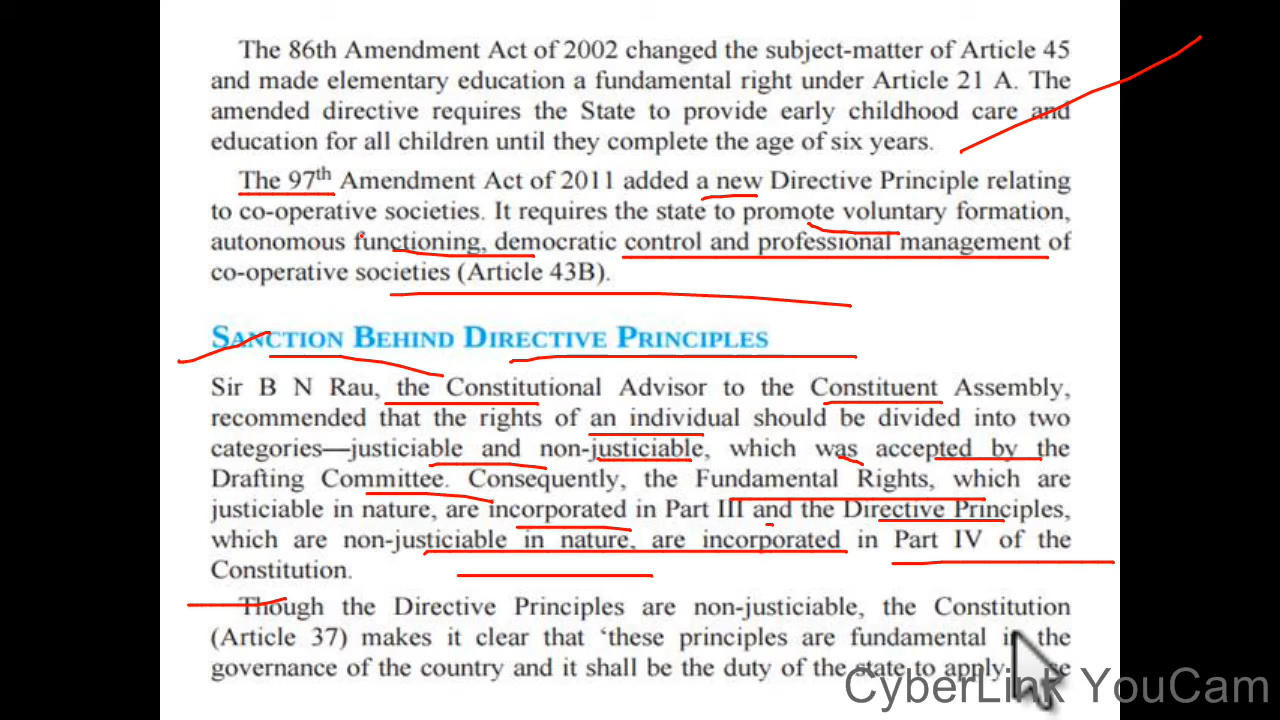 The 86th Amendment Act of 2002 changed the subject-matter of Article 45
and made elementary education a fundamental right under Article 21 A. The
amended directive requires the State to provide early childhood care and
education for all children until they complete the age of six years.
The 97th Amendment Act of 2011 added a new Directive Principle relating
to co-operative societies. It requires the state to promote voluntary formation,
autonomous functioning, democratic control and professional management of
co-operative societies (Article 43B).
SANCTION BEHIND DIRECTIVE PRINCIPLES
Sir B N Rau, the Constitutional Advisor to the Constituent Assembly,
recommended that the rights of an individual should be divided into two
categories—justiciable and non-justiciable, which was accepted by the
Drafting Committee. Consequently, the Fundamental Rights, which are
justiciable in nature, are incorporated in Part III and the Directive Principles,
which are non-justiciable in nature, are incorporated in Part IV of the
Constitution.
Though the Directive Principles are non-justiciable, the Constitution
(Article 37) makes it clear that ‘these principles are fundamental in the
governance of the country and it shall be the duty of the state to apply
CyberLink YouCam